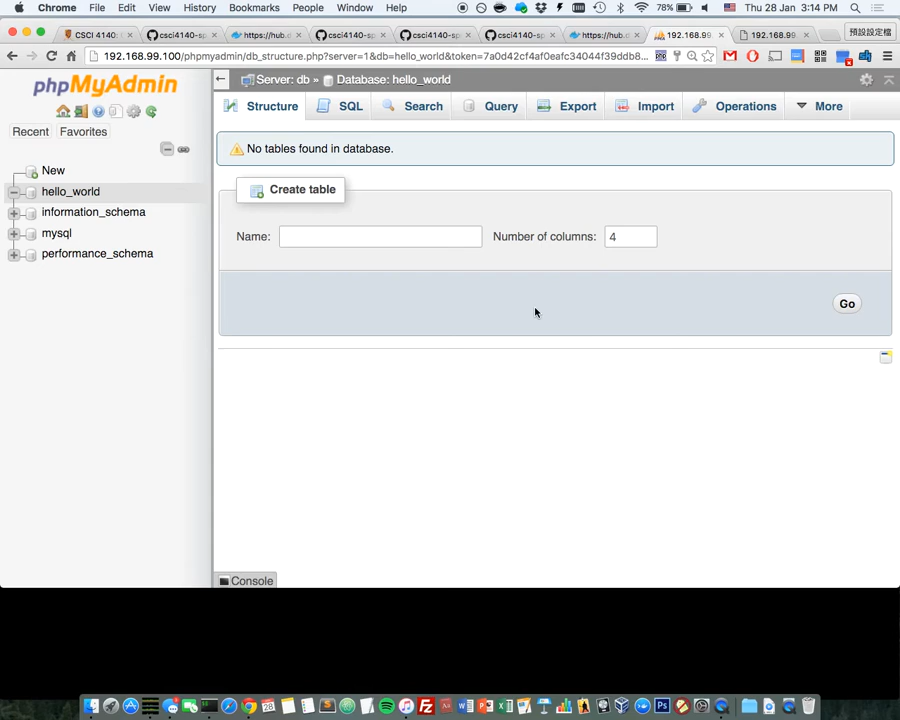 Chrome File Edit View History Bookmarks People Window Help 78% Thu 28 Jan 3:14 PM
CSCI 4140: csci4140-sp https://hub.d csci4140-sp csci4140-sp csci4140-sp https://hub.d 192.168.99 192.168.99. 預設設定檔
192.168.99.100/phpmyadmin/db_structure.php?server=1&db=hello_world&token=7a0d42cf4af0eafc34044f39ddb8...
phpMyAdmin
Server: db » Database: hello_world
Structure SQL Search Query Export Import Operations More
Recent Favorites
No tables found in database.
New
hello_world
information_schema
mysql
performance_schema
Create table
Name: Number of columns: 4
Go
Console